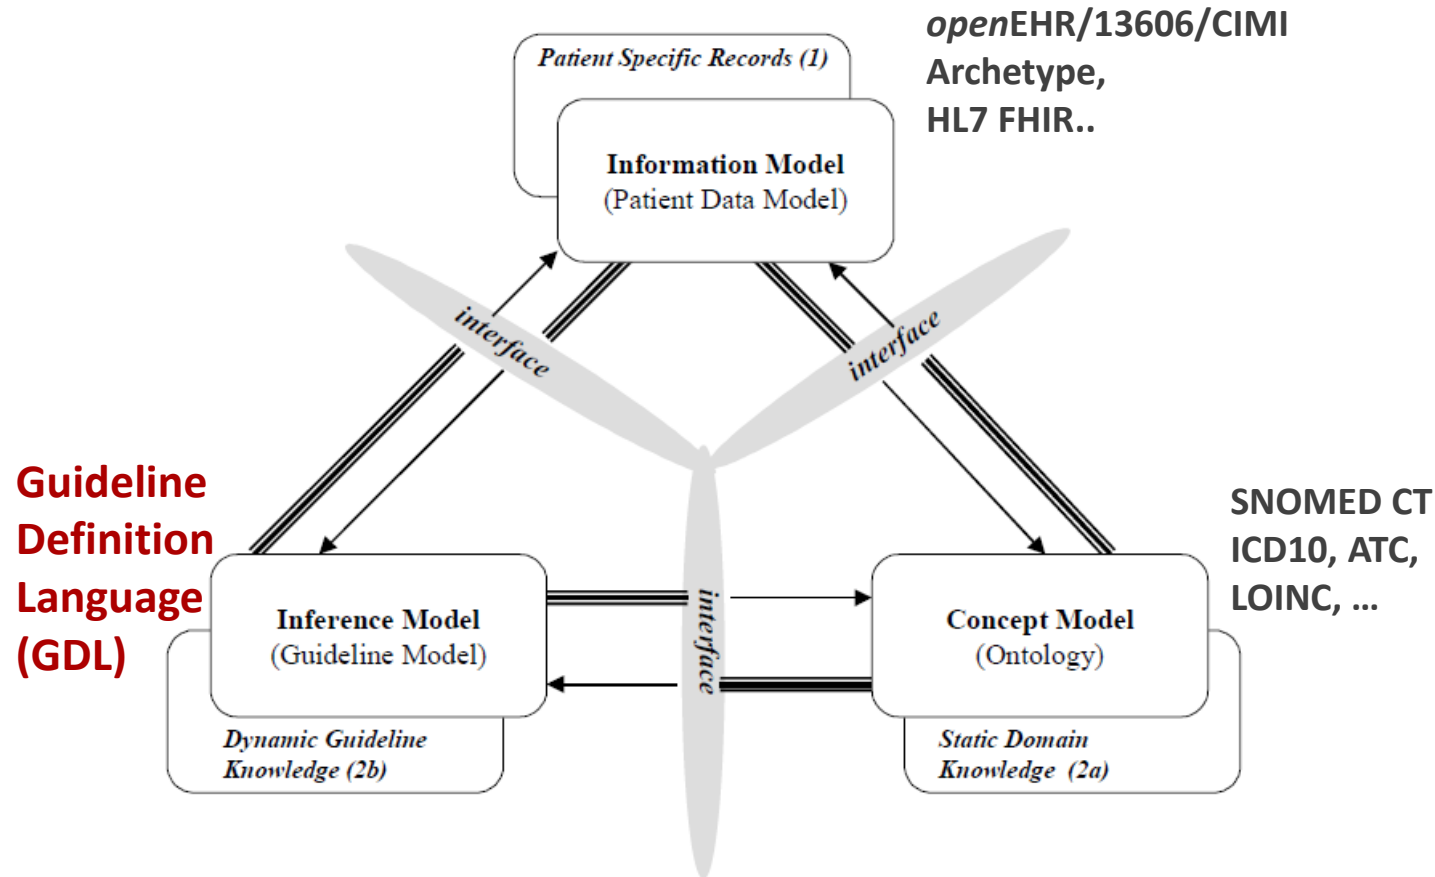 openEHR/13606/CIMI
Archetype,
HL7 FHIR..
Patient Specific Records (1)
Information Model
(Patient Data Model)
interface
interface
Guideline
Definition
Language
(GDL)
SNOMED CT
ICD10, ATC,
LOINC, …
Inference Model
(Guideline Model)
interface
Concept Model
(Ontology)
Dynamic Guideline
Knowledge (2b)
Static Domain
Knowledge (2a)